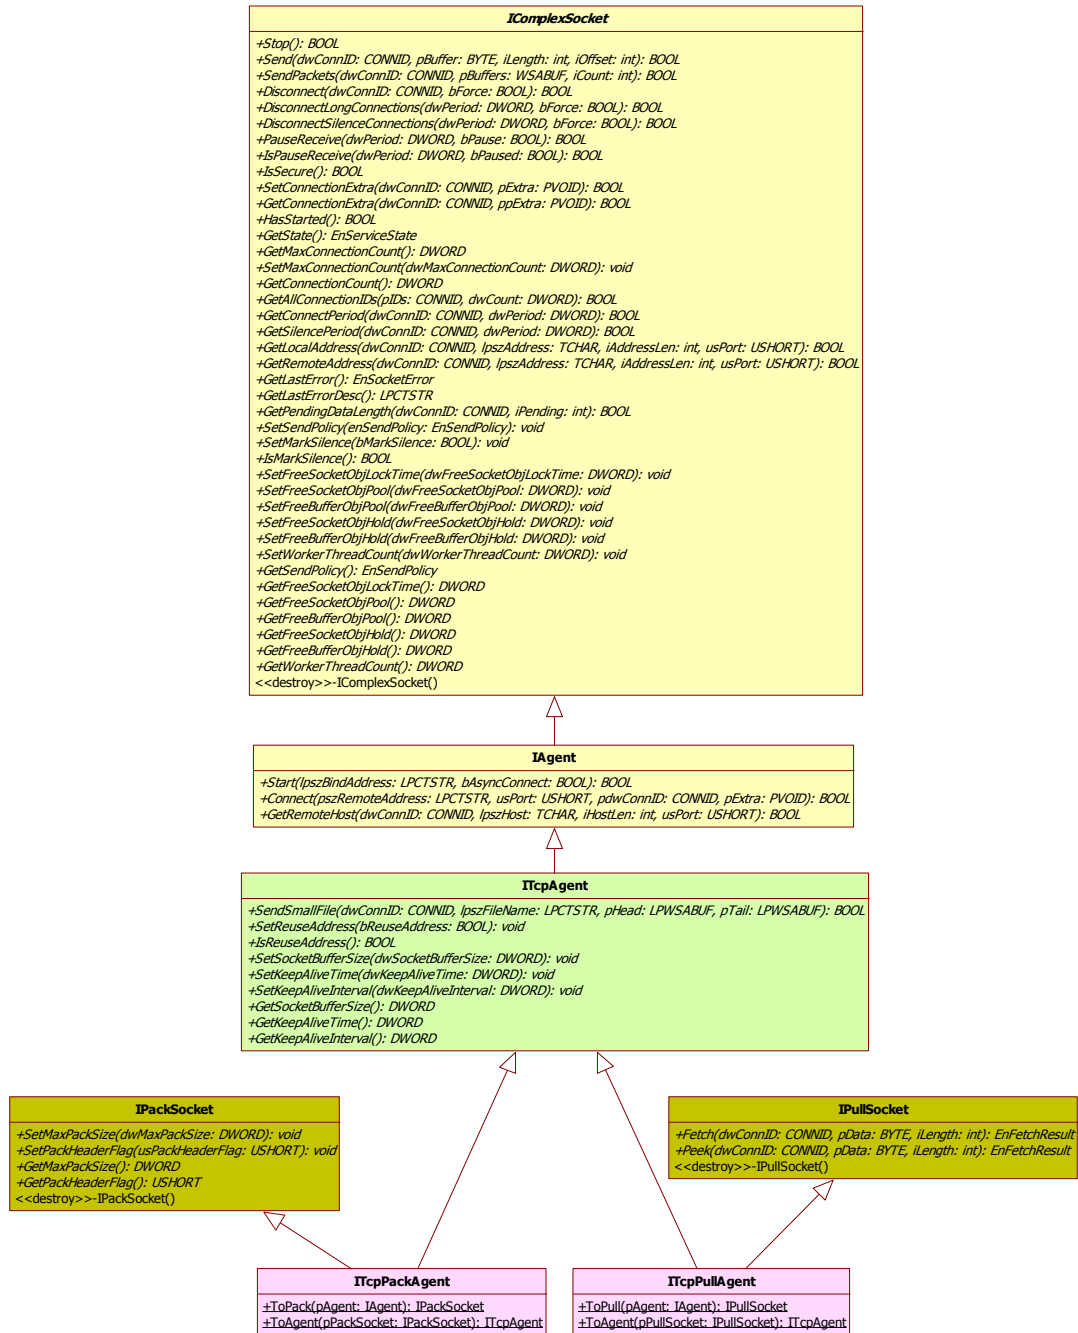 IComplexSocket
+Stop(): BOOL
+Send(dwConnID: CONNID, pBuffer: BYTE, iLength: int, iOffset: int): BOOL
+SendPackets(dwConnID: CONNID, pBuffers: WSABUF, iCount: int): BOOL
+Disconnect(dwConnID: CONNID, bForce: BOOL): BOOL
+DisconnectLongConnections(dwPeriod: DWORD, bForce: BOOL): BOOL
+DisconnectSilenceConnections(dwPeriod: DWORD, bForce: BOOL): BOOL
+PauseReceive(dwPeriod: DWORD, bPause: BOOL): BOOL
+IsPauseReceive(dwPeriod: DWORD, bPaused: BOOL): BOOL
+IsSecure(): BOOL
+SetConnectionExtra(dwConnID: CONNID, pExtra: PVOID): BOOL
+GetConnectionExtra(dwConnID: CONNID, ppExtra: PVOID): BOOL
+HasStarted(): BOOL
+GetState(): EnServiceState
+GetMaxConnectionCount(): DWORD
+SetMaxConnectionCount(dwMaxConnectionCount: DWORD): void
+GetConnectionCount(): DWORD
+GetAllConnectionIDs(pIDs: CONNID, dwCount: DWORD): BOOL
+GetConnectPeriod(dwConnID: CONNID, dwPeriod: DWORD): BOOL
+GetSilencePeriod(dwConnID: CONNID, dwPeriod: DWORD): BOOL
+GetLocalAddress(dwConnID: CONNID, lpszAddress: TCHAR, iAddressLen: int, usPort: USHORT): BOOL
+GetRemoteAddress(dwConnID: CONNID, lpszAddress: TCHAR, iAddressLen: int, usPort: USHORT): BOOL
+GetLastError(): EnSocketError
+GetLastErrorDesc(): LPCTSTR
+GetPendingDataLength(dwConnID: CONNID, iPending: int): BOOL
+SetSendPolicy(enSendPolicy: EnSendPolicy): void
+SetMarkSilence(bMarkSilence: BOOL): void
+IsMarkSilence(): BOOL
+SetFreeSocketObjLockTime(dwFreeSocketObjLockTime: DWORD): void
+SetFreeSocketObjPool(dwFreeSocketObjPool: DWORD): void
+SetFreeBufferObjPool(dwFreeBufferObjPool: DWORD): void
+SetFreeSocketObjHold(dwFreeSocketObjHold: DWORD): void
+SetFreeBufferObjHold(dwFreeBufferObjHold: DWORD): void
+SetWorkerThreadCount(dwWorkerThreadCount: DWORD): void
+GetSendPolicy(): EnSendPolicy
+GetFreeSocketObjLockTime(): DWORD
+GetFreeSocketObjPool(): DWORD
+GetFreeBufferObjPool(): DWORD
+GetFreeSocketObjHold(): DWORD
+GetFreeBufferObjHold(): DWORD
+GetWorkerThreadCount(): DWORD
<<destroy>>-IComplexSocket()
IAgent
+Start(lpszBindAddress: LPCTSTR, bAsyncConnect: BOOL): BOOL
+Connect(pszRemoteAddress: LPCTSTR, usPort: USHORT, pdwConnID: CONNID, pExtra: PVOID): BOOL
+GetRemoteHost(dwConnID: CONNID, lpszHost: TCHAR, iHostLen: int, usPort: USHORT): BOOL
ITcpAgent
+SendSmallFile(dwConnID: CONNID, lpszFileName: LPCTSTR, pHead: LPWSABUF, pTail: LPWSABUF): BOOL
+SetReuseAddress(bReuseAddress: BOOL): void
+IsReuseAddress(): BOOL
+SetSocketBufferSize(dwSocketBufferSize: DWORD): void
+SetKeepAliveTime(dwKeepAliveTime: DWORD): void
+SetKeepAliveInterval(dwKeepAliveInterval: DWORD): void
+GetSocketBufferSize(): DWORD
+GetKeepAliveTime(): DWORD
+GetKeepAliveInterval(): DWORD
IPackSocket
+SetMaxPackSize(dwMaxPackSize: DWORD): void
+SetPackHeaderFlag(usPackHeaderFlag: USHORT): void
+GetMaxPackSize(): DWORD
+GetPackHeaderFlag(): USHORT
<<destroy>>-IPackSocket()
IPullSocket
+Fetch(dwConnID: CONNID, pData: BYTE, iLength: int): EnFetchResult
+Peek(dwConnID: CONNID, pData: BYTE, iLength: int): EnFetchResult
<<destroy>>-IPullSocket()
ITcpPackAgent
+ToPack(pAgent: IAgent): IPackSocket
+ToAgent(pPackSocket: IPackSocket): ITcpAgent
ITcpPullAgent
+ToPull(pAgent: IAgent): IPullSocket
+ToAgent(pPullSocket: IPullSocket): ITcpAgent